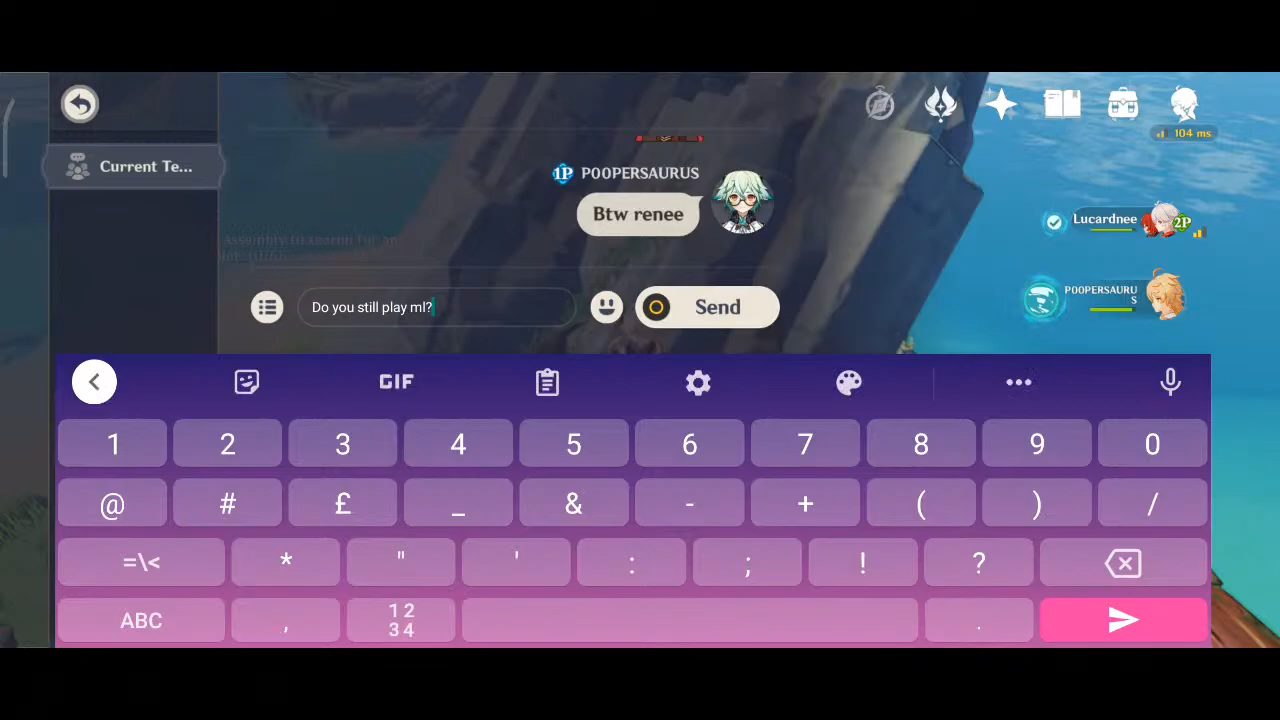 Current Te...
104 ms
1P POOPERSAURUS
Btw renee
Lucardnee
2P
POOPERSAURU
S
Do you still play ml?
Send
GIF
1 2 3 4 5 6 7 8 9 0
@ # £ _ & - + ( ) /
=\< * " ' : ; ! ?
ABC , 1 2 .
3 4